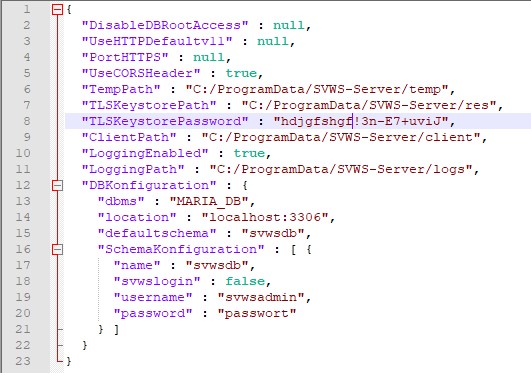 1 {
2 "DisableDBRootAccess" : null,
3 "UseHTTPDefaultv11" : null,
4 "PortHTTPS" : null,
5 "UseCORSHeader" : true,
6 "TempPath" : "C:/ProgramData/SVWS-Server/temp",
7 "TLSKeystorePath" : "C:/ProgramData/SVWS-Server/res",
8 "TLSKeystorePassword" : "hdjgfshgf!3n-E7+uviJ",
9 "ClientPath" : "C:/ProgramData/SVWS-Server/client",
10 "LoggingEnabled" : true,
11 "LoggingPath" : "C:/ProgramData/SVWS-Server/logs",
12 "DBKonfiguration" : {
13 "dbms" : "MARIA_DB",
14 "location" : "localhost:3306",
15 "defaultschema" : "svwsdb",
16 "SchemaKonfiguration" : [ {
17 "name" : "svwsdb",
18 "svwslogin" : false,
19 "username" : "svwsadmin",
20 "password" : "passwort"
21 } ]
22 }
23 }